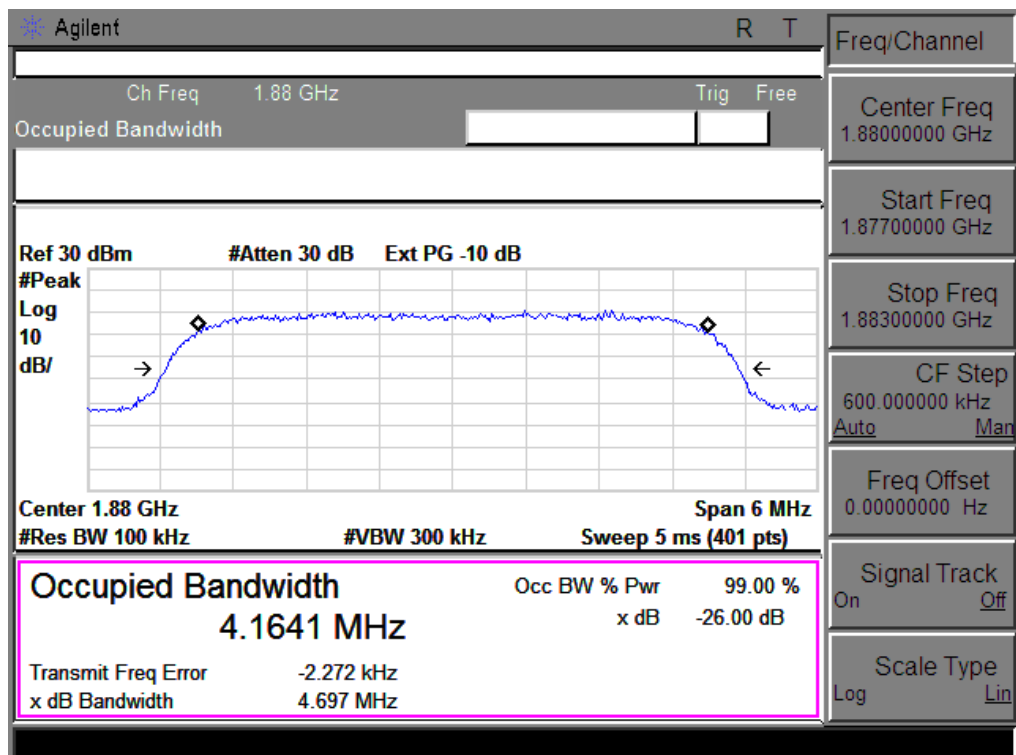 Agilent R T
Ch Freq 1.88 GHz Trig Free
Occupied Bandwidth
Ref 30 dBm #Atten 30 dB Ext PG -10 dB
#Peak
Log
10
dB/
Center 1.88 GHz Span 6 MHz
#Res BW 100 kHz #VBW 300 kHz Sweep 5 ms (401 pts)
Occupied Bandwidth Occ BW % Pwr 99.00 %
4.1641 MHz x dB -26.00 dB
Transmit Freq Error -2.272 kHz
x dB Bandwidth 4.697 MHz
Freq/Channel
Center Freq
1.88000000 GHz
Start Freq
1.87700000 GHz
Stop Freq
1.88300000 GHz
CF Step
600.000000 kHz
Auto Man
Freq Offset
0.00000000 Hz
Signal Track
On Off
Scale Type
Log Lin